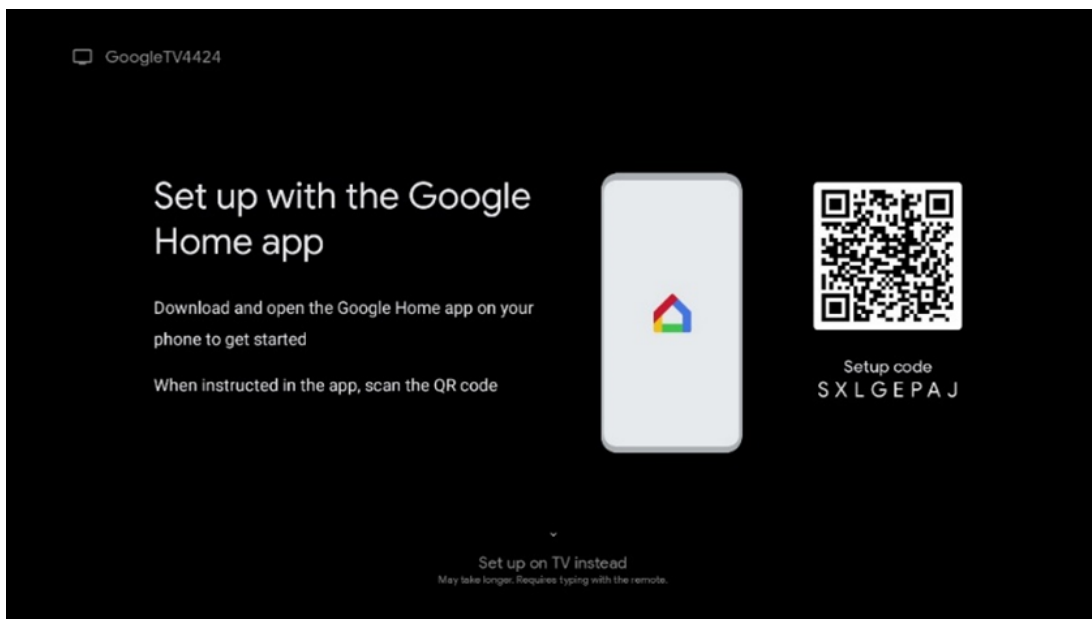 GoogleTV4424
Set up with the Google
Home app
Download and open the Google Home app on your
phone to get started
When instructed in the app, scan the QR code
Setup code
SXLGEPAJ
Set up on TV instead
May take longer. Requires typing with the remote.